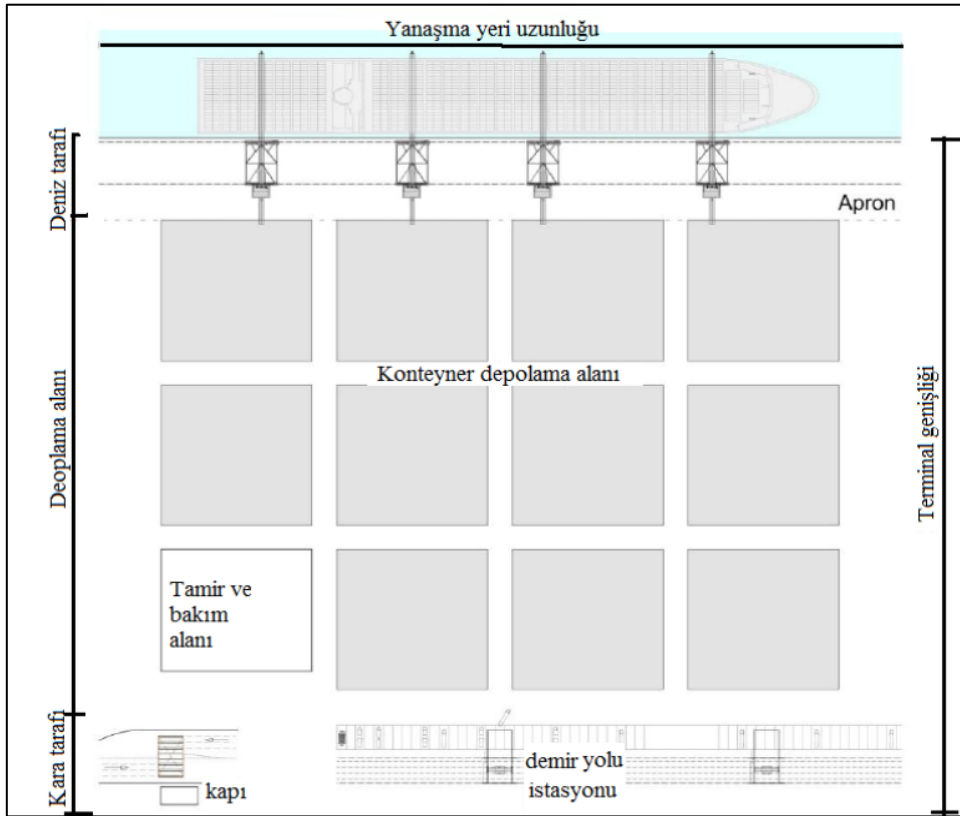 Yanaşma yeri uzunluğu
Deniz tarafı
Apron
Konteyner depolama alanı
Deoplama alanı
Terminal genişliği
Tamir ve
bakım
alanı
Kara tarafı
kapı
demir yolu
istasyonu